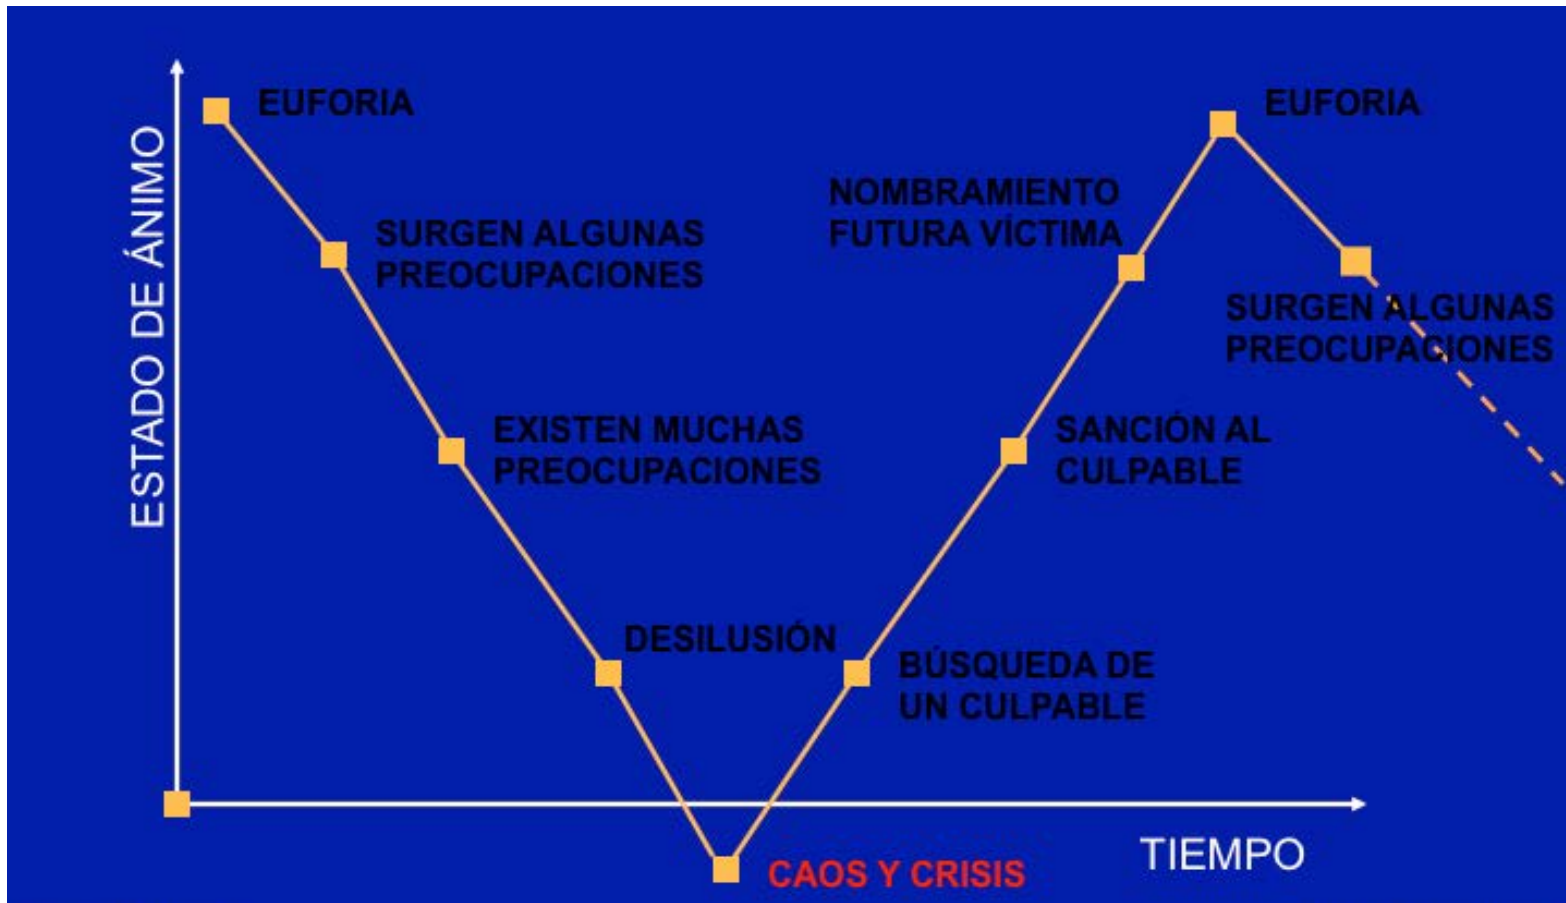 ESTADO DE ÁNIMO
EUFORIA
SURGEN ALGUNAS
PREOCUPACIONES
EXISTEN MUCHAS
PREOCUPACIONES
DESILUSIÓN
CAOS Y CRISIS
BÚSQUEDA DE
UN CULPABLE
SANCIÓN AL
CULPABLE
NOMBRAMIENTO
FUTURA VÍCTIMA
EUFORIA
SURGEN ALGUNAS
PREOCUPACIONES
TIEMPO